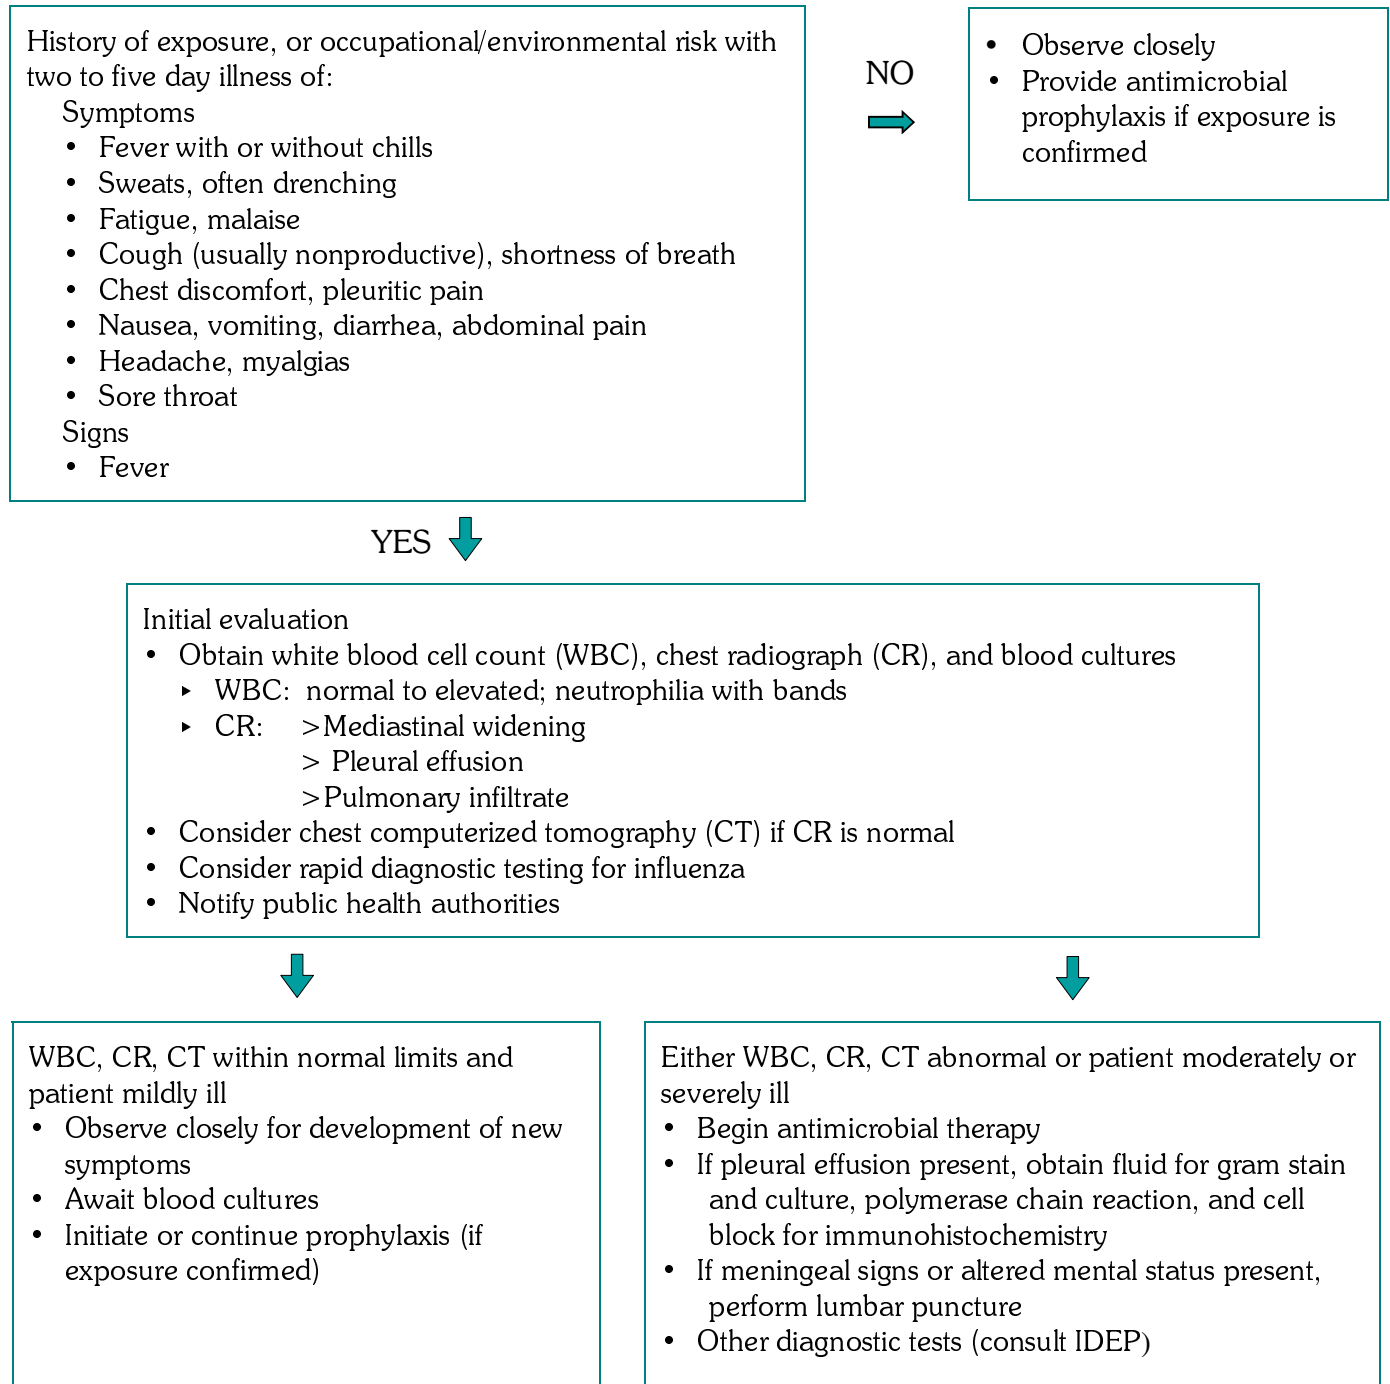 History of exposure, or occupational/environmental risk with
two to five day illness of:
Symptoms
• Fever with or without chills
• Sweats, often drenching
• Fatigue, malaise
• Cough (usually nonproductive), shortness of breath
• Chest discomfort, pleuritic pain
• Nausea, vomiting, diarrhea, abdominal pain
• Headache, myalgias
• Sore throat
Signs
• Fever
NO
• Observe closely
• Provide antimicrobial
prophylaxis if exposure is
confirmed
YES
Initial evaluation
• Obtain white blood cell count (WBC), chest radiograph (CR), and blood cultures
▸ WBC: normal to elevated; neutrophilia with bands
▸ CR: >Mediastinal widening
> Pleural effusion
>Pulmonary infiltrate
• Consider chest computerized tomography (CT) if CR is normal
• Consider rapid diagnostic testing for influenza
• Notify public health authorities
WBC, CR, CT within normal limits and
patient mildly ill
• Observe closely for development of new
symptoms
• Await blood cultures
• Initiate or continue prophylaxis (if
exposure confirmed)
Either WBC, CR, CT abnormal or patient moderately or
severely ill
• Begin antimicrobial therapy
• If pleural effusion present, obtain fluid for gram stain
and culture, polymerase chain reaction, and cell
block for immunohistochemistry
• If meningeal signs or altered mental status present,
perform lumbar puncture
• Other diagnostic tests (consult IDEP)